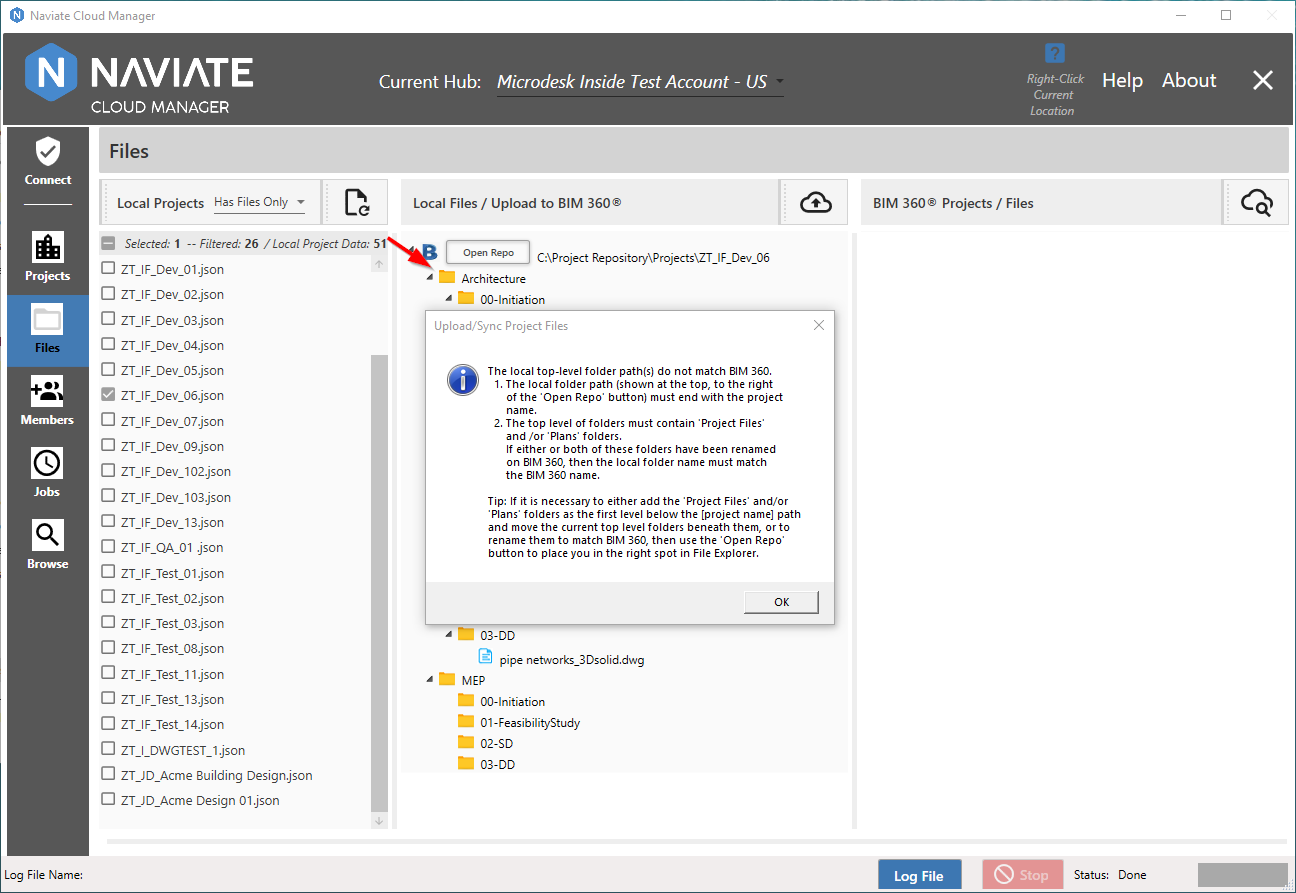 Naviate Cloud Manager
N NAVIATE
CLOUD MANAGER
Current Hub: Microdesk Inside Test Account - US
?
Right-Click
Current
Location
Help
About
Connect
Projects
Files
Members
Jobs
Browse
Files
Local Projects
Has Files Only
Local Files / Upload to BIM 360®
BIM 360® Projects / Files
Selected: 1 -- Filtered: 26 / Local Project Data: 51
ZT_IF_Dev_01.json
ZT_IF_Dev_02.json
ZT_IF_Dev_03.json
ZT_IF_Dev_04.json
ZT_IF_Dev_05.json
ZT_IF_Dev_06.json
ZT_IF_Dev_07.json
ZT_IF_Dev_09.json
ZT_IF_Dev_102.json
ZT_IF_Dev_103.json
ZT_IF_Dev_13.json
ZT_IF_QA_01 .json
ZT_IF_Test_01.json
ZT_IF_Test_02.json
ZT_IF_Test_03.json
ZT_IF_Test_08.json
ZT_IF_Test_11.json
ZT_IF_Test_13.json
ZT_IF_Test_14.json
ZT_I_DWGTEST_1.json
ZT_JD_Acme Building Design.json
ZT_JD_Acme Design 01.json
B Open Repo C:\Project Repository\Projects\ZT_IF_Dev_06
Architecture
00-Initiation
Upload/Sync Project Files
The local top-level folder path(s) do not match BIM 360.
1. The local folder path (shown at the top, to the right
of the 'Open Repo' button) must end with the project
name.
2. The top level of folders must contain 'Project Files'
and /or 'Plans' folders.
If either or both of these folders have been renamed
on BIM 360, then the local folder name must match
the BIM 360 name.
Tip: If it is necessary to either add the 'Project Files' and/or
'Plans' folders as the first level below the [project name] path
and move the current top level folders beneath them, or to
rename them to match BIM 360, then use the 'Open Repo'
button to place you in the right spot in File Explorer.
OK
03-DD
pipe networks_3Dsolid.dwg
MEP
00-Initiation
01-FeasibilityStudy
02-SD
03-DD
Log File Name:
Log File
Stop
Status: Done